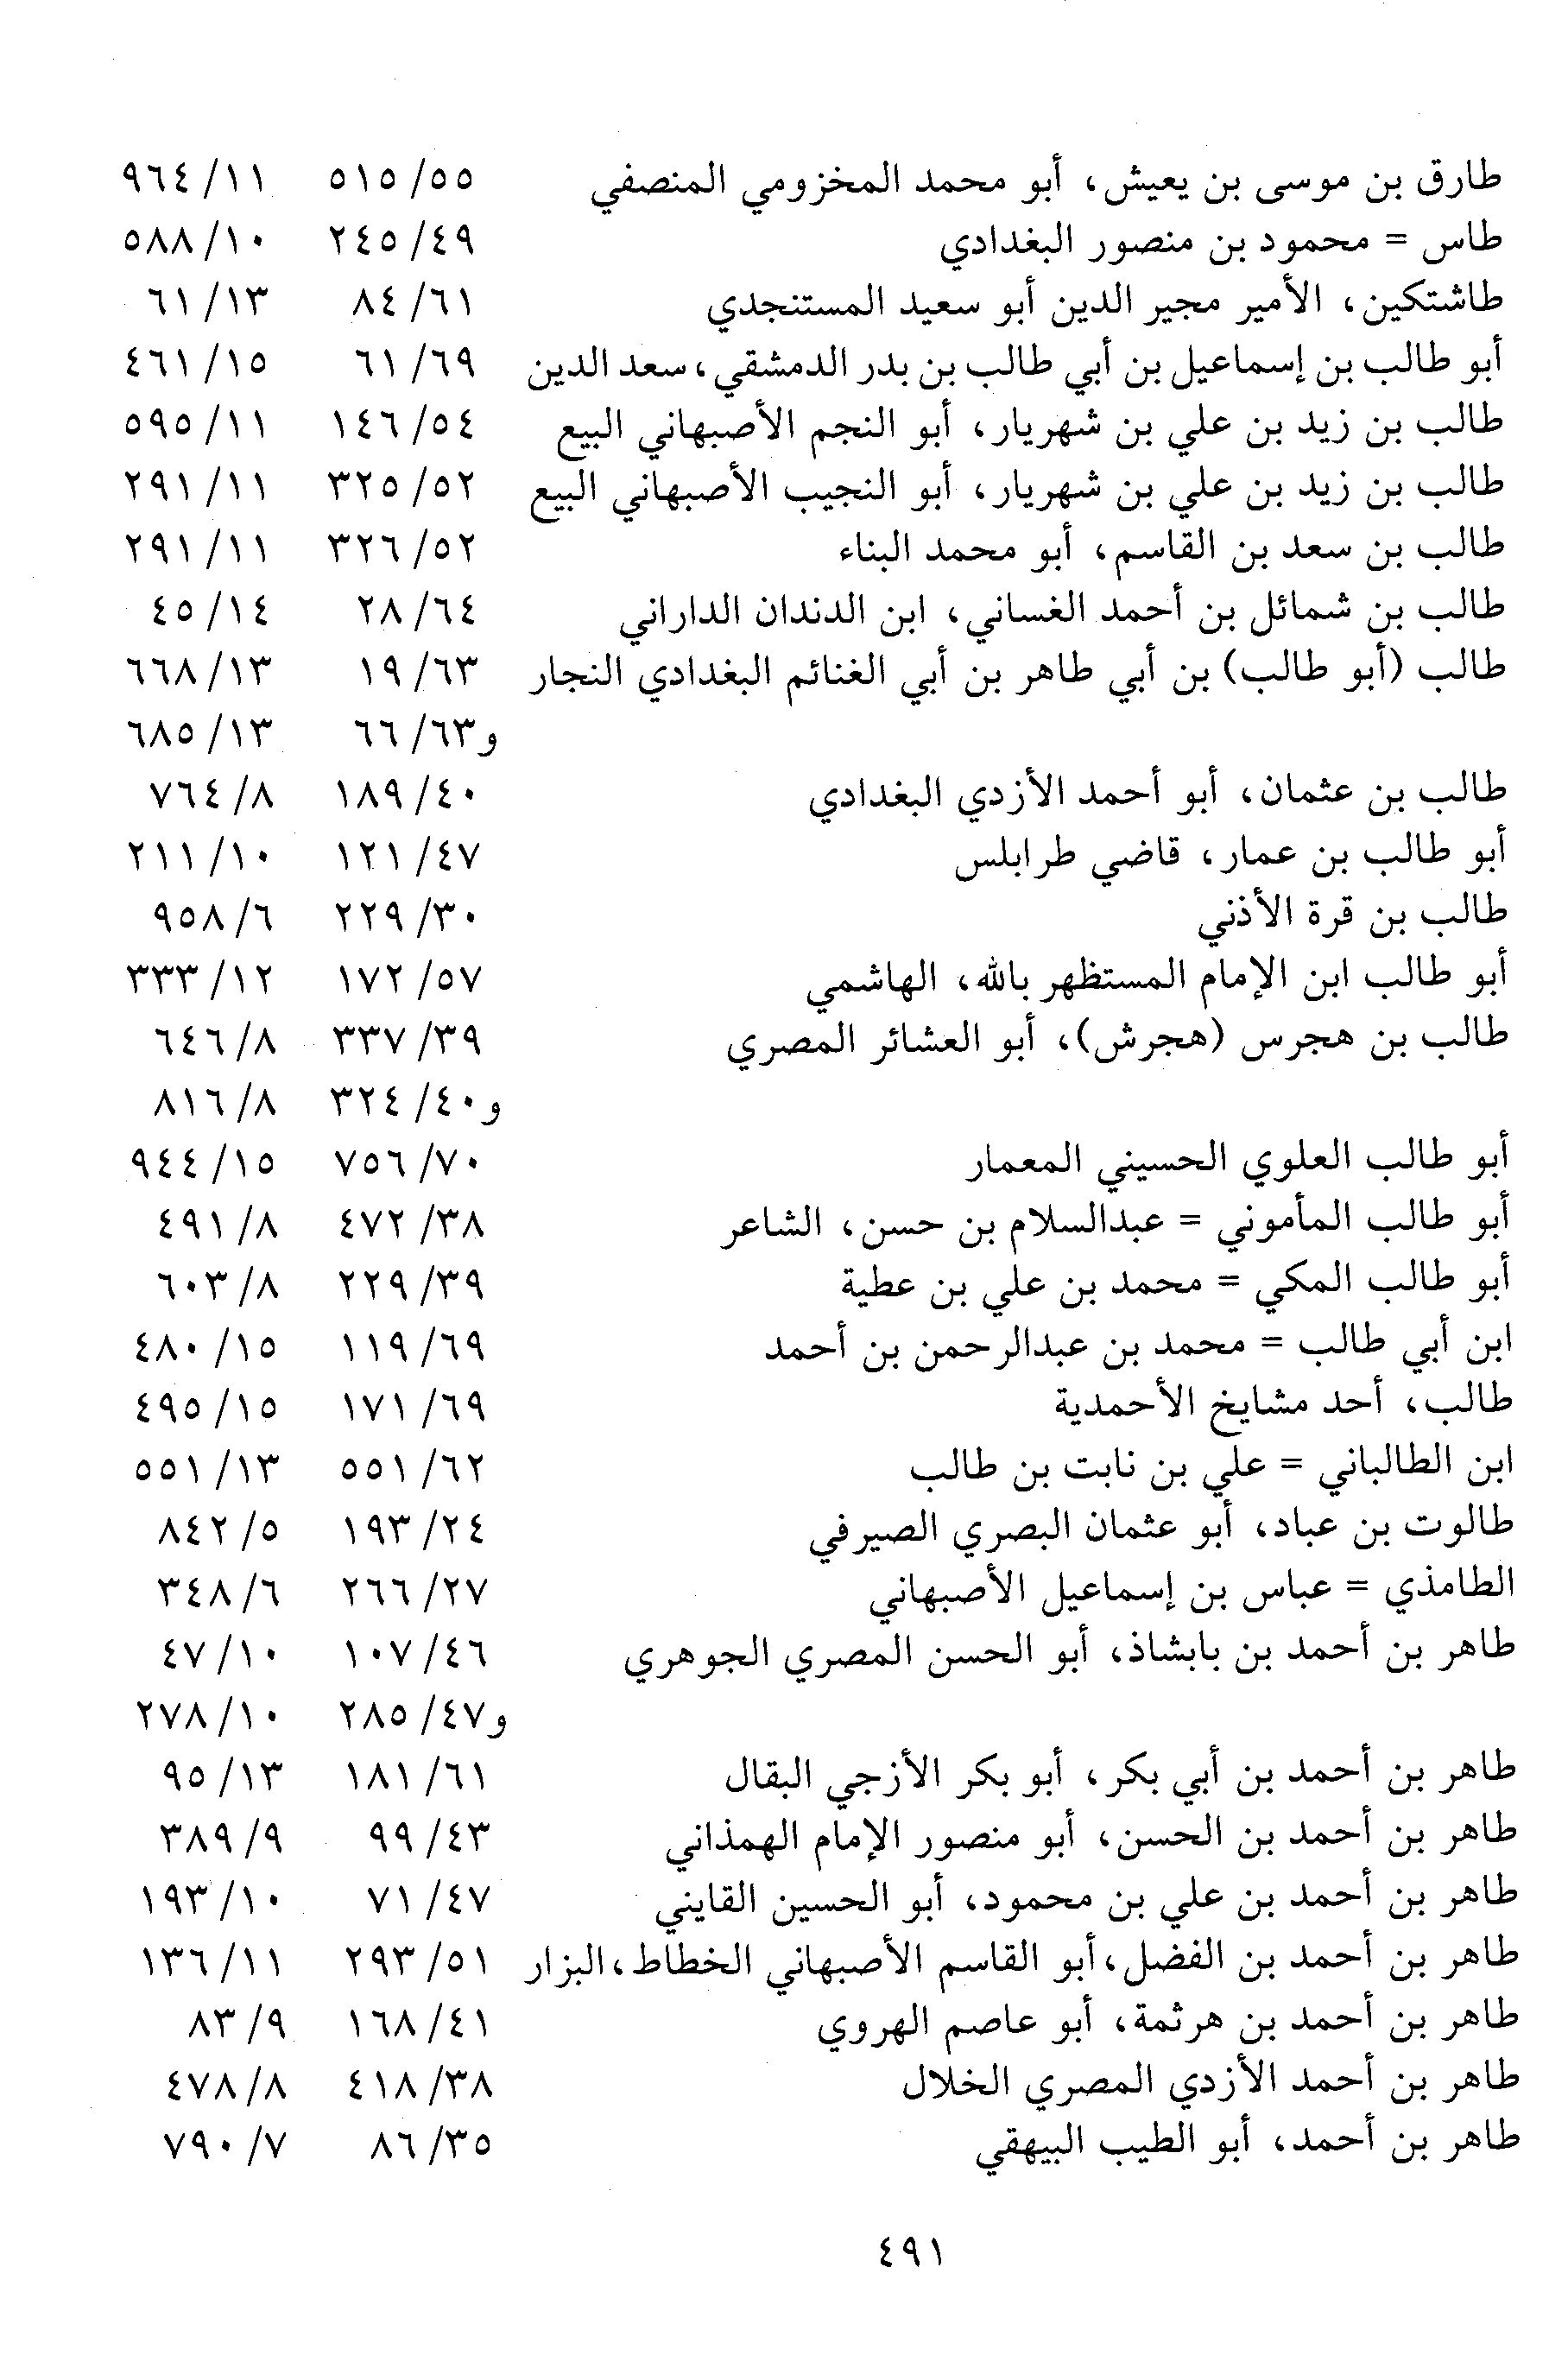 طارق بن موسى بن يعيش، أبو محمد المخزومي المنصفي ٥٥/ ٥١٥ ١١/ ٩٦٤
طاس = محمود بن منصور البغدادي ٤٩/ ٢٤٥ ١٠/ ٥٨٨
طاشتكين، الأمير مجير الدين أبو سعيد المستنجدي ٦١/ ٨٤ ١٣/ ٦١
أبو طالب بن إسماعيل بن أبي طالب بن بدر الدمشقي، سعد الدين ٦٩/ ٦١ ١٥/ ٤٦١
طالب بن زيد بن علي بن شهريار، أبو النجم الأصبهاني البيع ٥٤/ ١٤٦ ١١/ ٥٩٥
طالب بن زيد بن علي بن شهريار، أبو النجيب الأصبهاني البيع ٥٢/ ٣٢٥ ١١/ ٢٩١
طالب بن سعد بن القاسم، أبو محمد البناء ٥٢/ ٣٢٦ ١١/ ٢٩١
طالب بن شمائل بن أحمد الغساني، ابن الدندان الداراني ٦٤/ ٢٨ ١٤/ ٤٥
طالب (أبو طالب) بن أبي طاهر بن أبي الغنائم البغدادي النجار ٦٣/ ١٩ ١٣/ ٦٦٨
و٦٣/ ٦٦ ١٣/ ٦٨٥
طالب بن عثمان، أبو أحمد الأزدي البغدادي ٤٠/ ١٨٩ ٨/ ٧٦٤
أبو طالب بن عمار، قاضي طرابلس ٤٧/ ١٢١ ١٠/ ٢١١
طالب بن قرة الأذني ٣٠/ ٢٢٩ ٦/ ٩٥٨
أبو طالب ابن الإمام المستظهر بالله، الهاشمي ٥٧/ ١٧٢ ١٢/ ٣٣٣
طالب بن هجرس (هجرش)، أبو العشائر المصري ٣٩/ ٣٣٧ ٨/ ٦٤٦
و٤٠/ ٣٢٤ ٨/ ٨١٦
أبو طالب العلوي الحسيني المعمار ٧٠/ ٧٥٦ ١٥/ ٩٤٤
أبو طالب المأموني = عبدالسلام بن حسن، الشاعر ٣٨/ ٤٧٢ ٨/ ٤٩١
أبو طالب المكي = محمد بن علي بن عطية ٣٩/ ٢٢٩ ٨/ ٦٠٣
ابن أبي طالب = محمد بن عبدالرحمن بن أحمد ٦٩/ ١١٩ ١٥/ ٤٨٠
طالب، أحد مشايخ الأحمدية ٦٩/ ١٧١ ١٥/ ٤٩٥
ابن الطالباني = علي بن نابت بن طالب ٦٢/ ٥٥١ ١٣/ ٥٥١
طالوت بن عباد، أبو عثمان البصري الصيرفي ٢٤/ ١٩٣ ٥/ ٨٤٢
الطامذي = عباس بن إسماعيل الأصبهاني ٢٧/ ٢٦٦ ٦/ ٣٤٨
طاهر بن أحمد بن بابشاذ، أبو الحسن المصري الجوهري ٤٦/ ١٠٧ ١٠/ ٤٧
و٤٧/ ٢٨٥ ١٠/ ٢٧٨
طاهر بن أحمد بن أبي بكر، أبو بكر الأزجي البقال ٦١/ ١٨١ ١٣/ ٩٥
طاهر بن أحمد بن الحسن، أبو منصور الإمام الهمذاني ٤٣/ ٩٩ ٩/ ٣٨٩
طاهر بن أحمد بن علي بن محمود، أبو الحسين القايني ٤٧/ ٧١ ١٠/ ١٩٣
طاهر بن أحمد بن الفضل، أبو القاسم الأصبهاني الخطاط، البزار ٥١/ ٢٩٣ ١١/ ١٣٦
طاهر بن أحمد بن هرثمة، أبو عاصم الهروي ٤١/ ١٦٨ ٩/ ٨٣
طاهر بن أحمد الأزدي المصري الخلال ٣٨/ ٤١٨ ٨/ ٤٧٨
طاهر بن أحمد، أبو الطيب البيهقي ٣٥/ ٨٦ ٧/ ٧٩٠
٤٩١